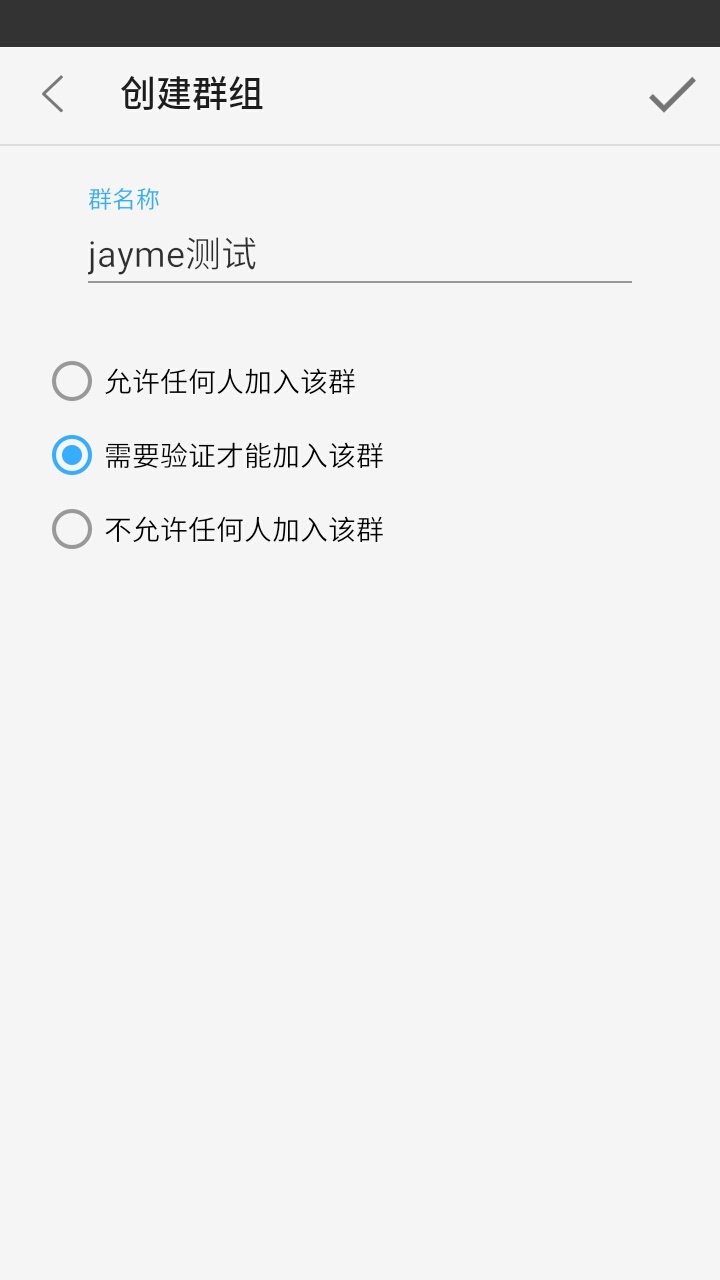 创建群组
群名称
jayme测试
允许任何人加入该群
需要验证才能加入该群
不允许任何人加入该群